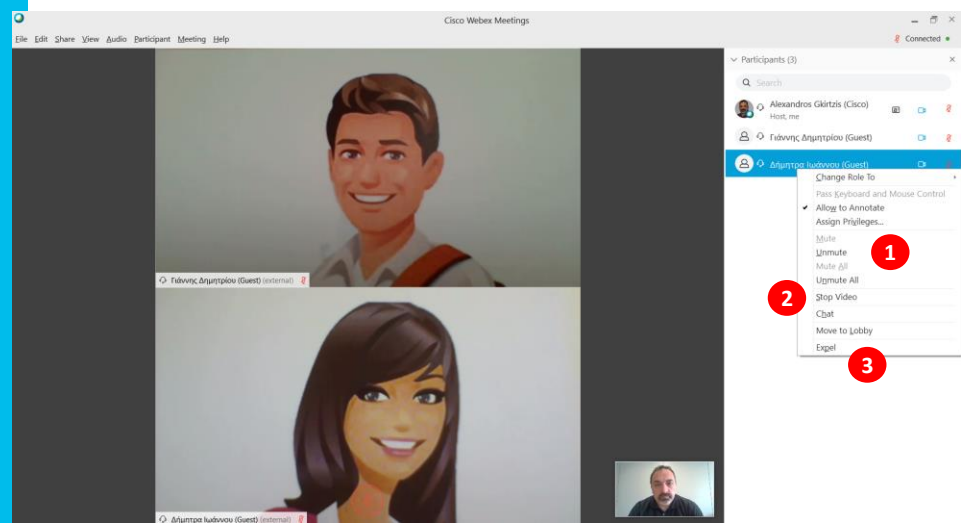 Cisco Webex Meetings
File Edit Share View Audio Participant Meeting Help
Connected
Participants (3)
Search
Alexandros Gkirtzis (Cisco)
Host, me
Γιάννης Δημητρίου (Guest)
Δήμητρα Ιωάννου (Guest)
Change Role To
Pass Keyboard and Mouse Control
Allow to Annotate
Assign Privileges...
Mute
Unmute
1
Mute All
Unmute All
2
Stop Video
Chat
Move to Lobby
Expel
3
Γιάννης Δημητρίου (Guest) (external)
Δήμητρα Ιωάννου (Guest) (external)